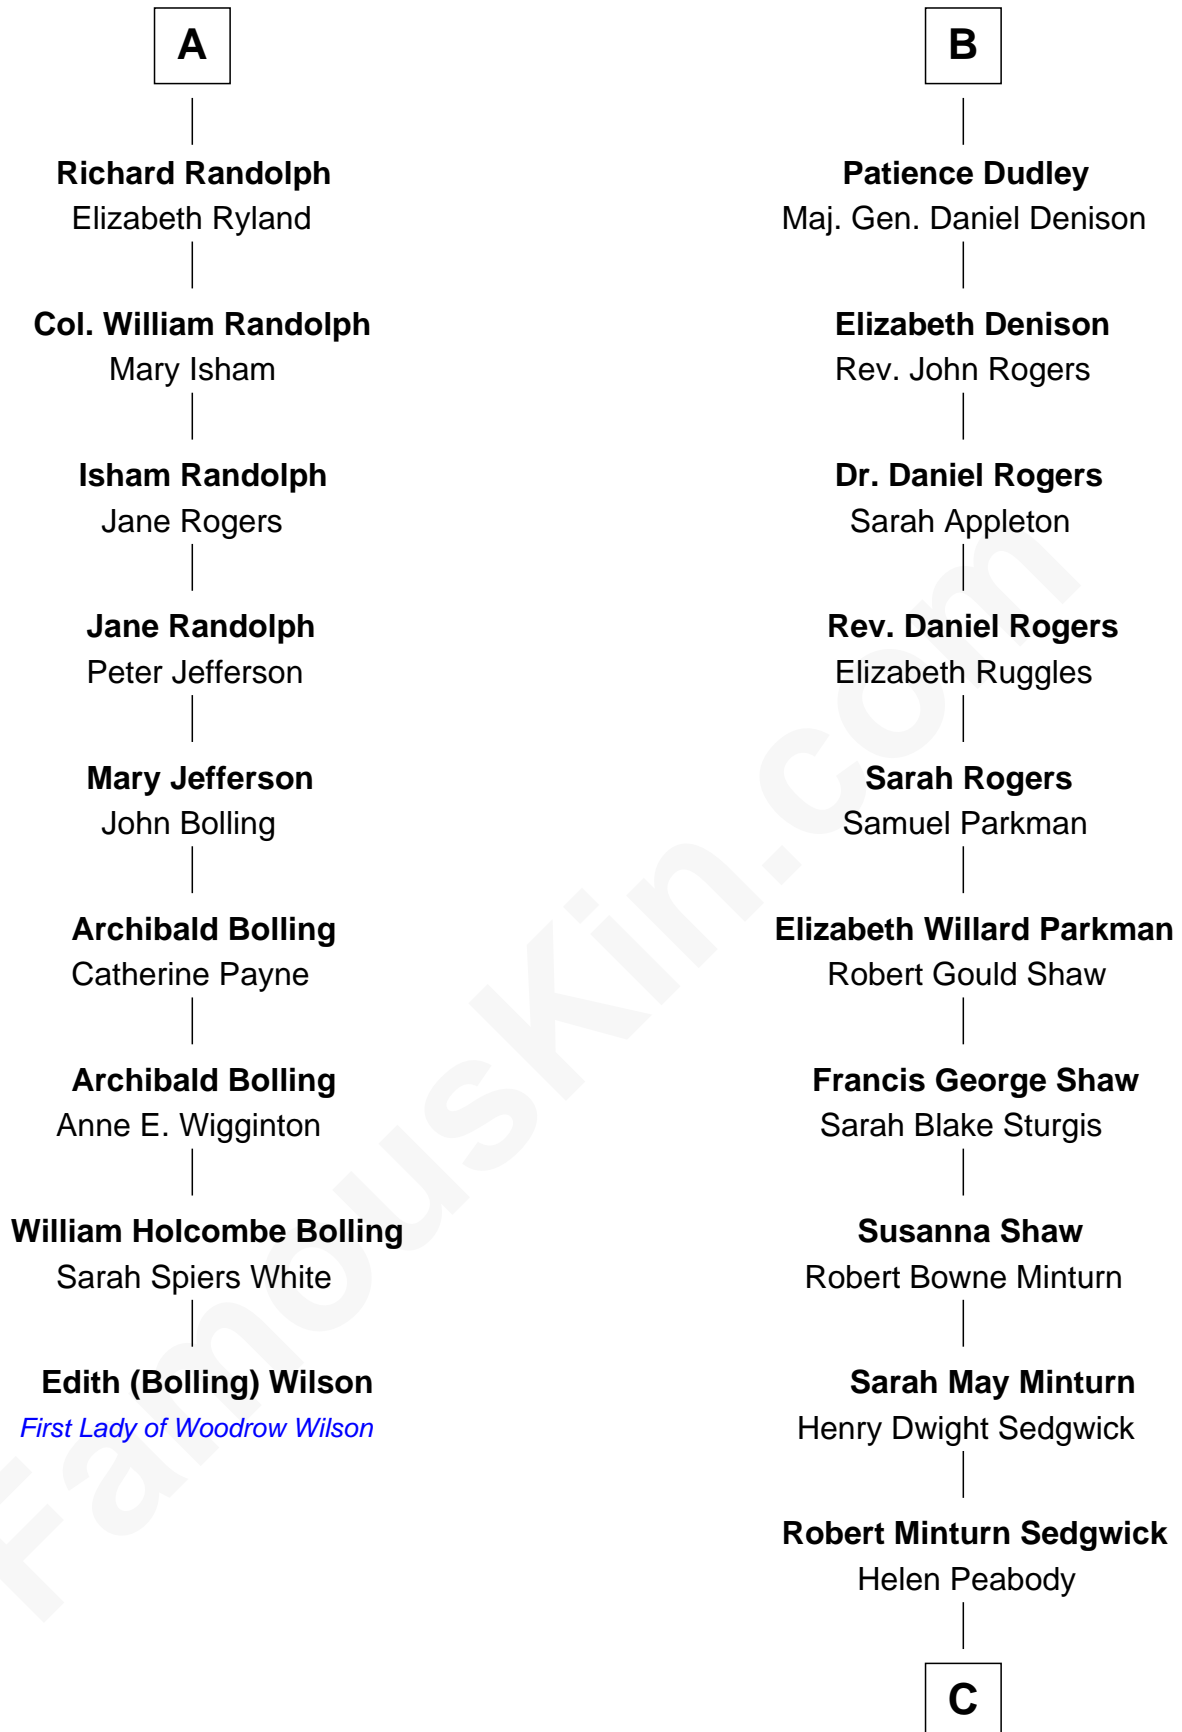 A
Richard Randolph
Elizabeth Ryland
Col. William Randolph
Mary Isham
Isham Randolph
Jane Rogers
Jane Randolph
Peter Jefferson
Mary Jefferson
John Bolling
Archibald Bolling
Catherine Payne
Archibald Bolling
Anne E. Wigginton
William Holcombe Bolling
Sarah Spiers White
Edith (Bolling) Wilson
First Lady of Woodrow Wilson
B
Patience Dudley
Maj. Gen. Daniel Denison
Elizabeth Denison
Rev. John Rogers
Dr. Daniel Rogers
Sarah Appleton
Rev. Daniel Rogers
Elizabeth Ruggles
Sarah Rogers
Samuel Parkman
Elizabeth Willard Parkman
Robert Gould Shaw
Francis George Shaw
Sarah Blake Sturgis
Susanna Shaw
Robert Bowne Minturn
Sarah May Minturn
Henry Dwight Sedgwick
Robert Minturn Sedgwick
Helen Peabody
C
FamousKin.com